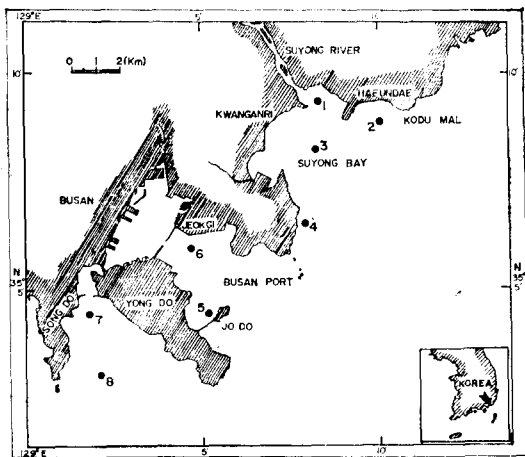 129°E
5'
10'
SUYONG RIVER
10'
10'
0 1 2(Km)
HAEUNDAE
1
KWANGANRI
2
KODU MAL
3
SUYONG BAY
BUSAN
4
JEOKGI
6
N
35°
5'
N
35°
5'
BUSAN PORT
YONG DO
5
SONG DO
7
JO DO
8
KOREA
129°E
5'
10'